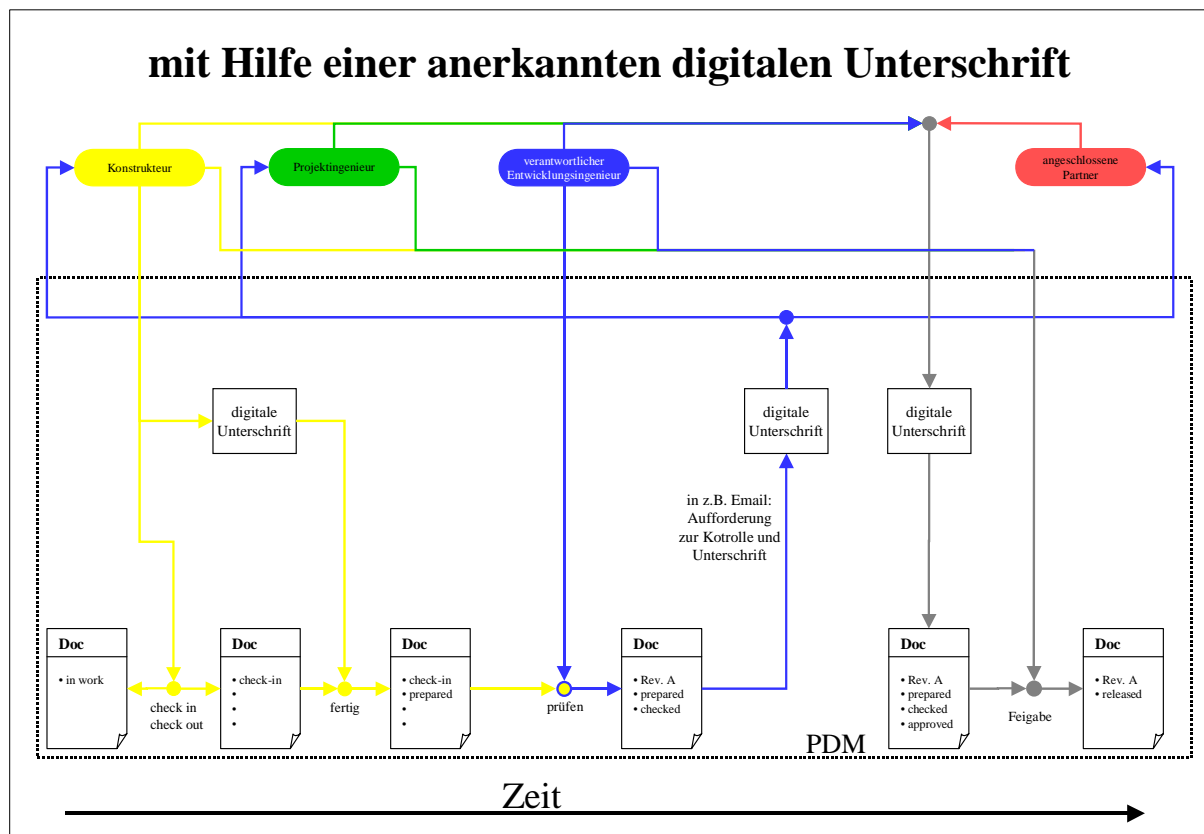 mit Hilfe einer anerkannten digitalen Unterschrift
Konstrukteur
Projektingenieur
verantwortlicher
Entwicklungsingenieur
angeschlossene
Partner
digitale
Unterschrift
digitale
Unterschrift
digitale
Unterschrift
in z.B. Email:
Aufforderung
zur Kotrolle und
Unterschrift
Doc
• in work
check in
check out
Doc
• check-in
•
•
•
fertig
Doc
• check-in
• prepared
•
•
prüfen
Doc
• Rev. A
• prepared
• checked
Doc
• Rev. A
• prepared
• checked
• approved
Feigabe
Doc
• Rev. A
• released
PDM
Zeit